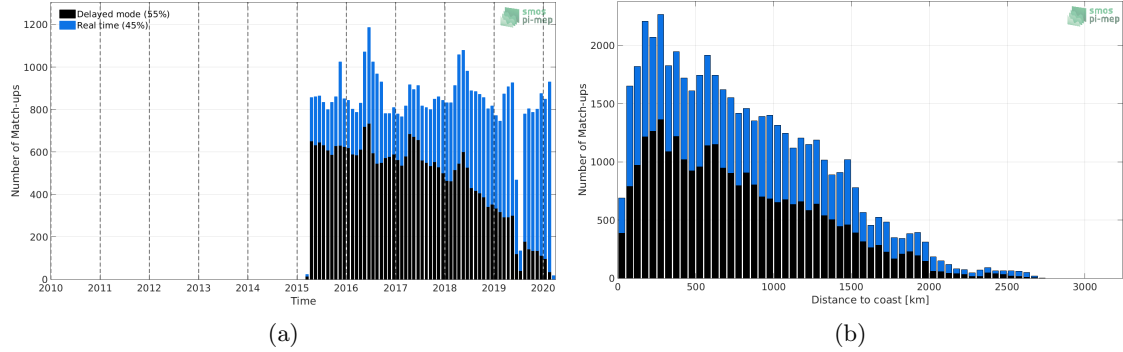 Delayed mode (55%)
Real time (45%)
smos
pi-mep
Number of Match-ups
1200
1000
800
600
400
200
0
2010 2011 2012 2013 2014 2015 2016 2017 2018 2019 2020
Time
(a)
smos
pi-mep
Number of Match-ups
2000
1500
1000
500
0
0 500 1000 1500 2000 2500 3000
Distance to coast [km]
(b)